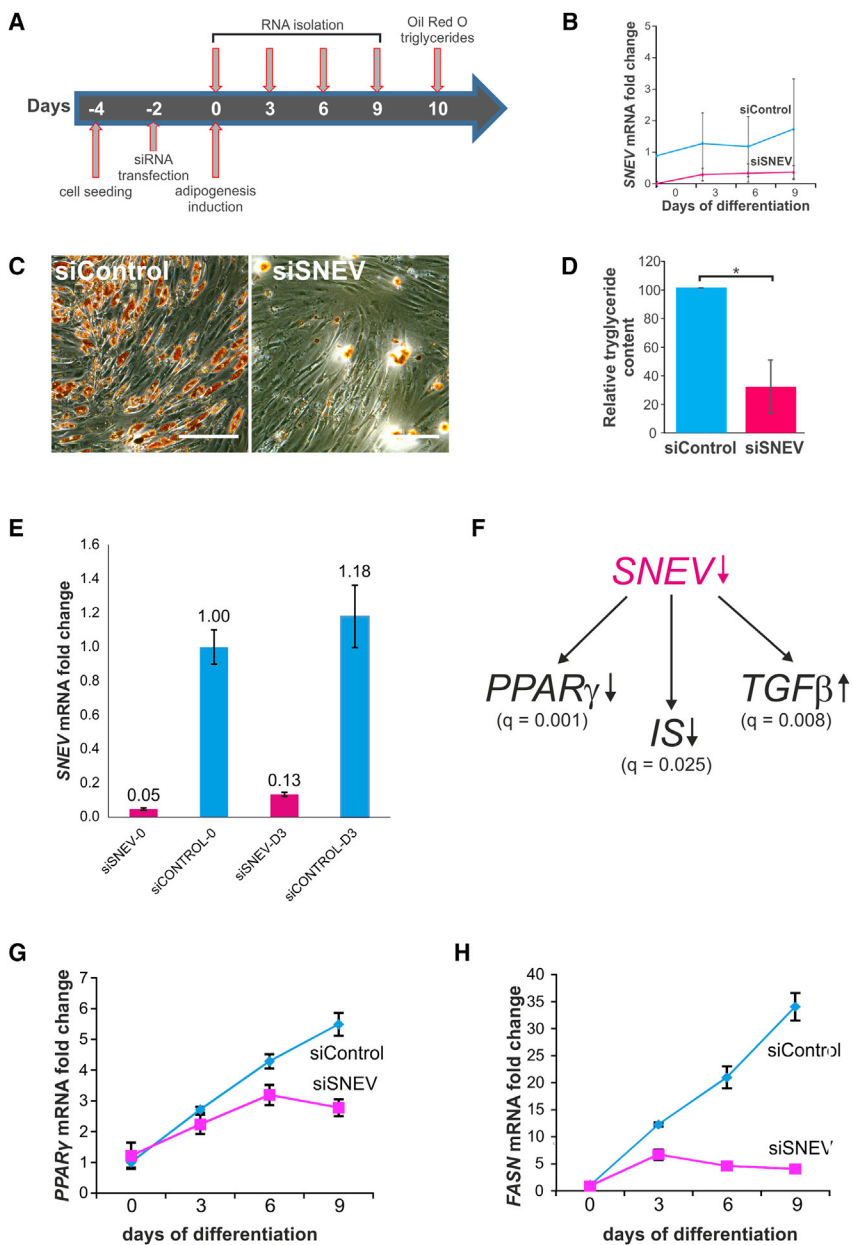 A
RNA isolation
Oil Red O
triglycerides
Days -4 -2 0 3 6 9 10
cell seeding
siRNA
transfection
adipogenesis
induction
B
SNEV mRNA fold change
5
4
3
2
1
0
siControl
siSNEV
0 3 6 9
Days of differentiation
C
siControl
siSNEV
D
Relative tryglyceride
content
120
100
80
60
40
20
0
*
siControl siSNEV
E
SNEV mRNA fold change
1.6
1.4
1.2
1.0
0.8
0.6
0.4
0.2
0.0
0.05
1.00
0.13
1.18
siSNEV-0
siCONTROL-0
siSNEV-D3
siCONTROL-D3
F
SNEV↓
PPARγ↓
(q = 0.001)
IS↓
(q = 0.025)
TGFβ↑
(q = 0.008)
G
PPARγ mRNA fold change
7
6
5
4
3
2
1
0
siControl
siSNEV
0 3 6 9
days of differentiation
H
FASN mRNA fold change
40
35
30
25
20
15
10
5
0
siControl
siSNEV
0 3 6 9
days of differentiation